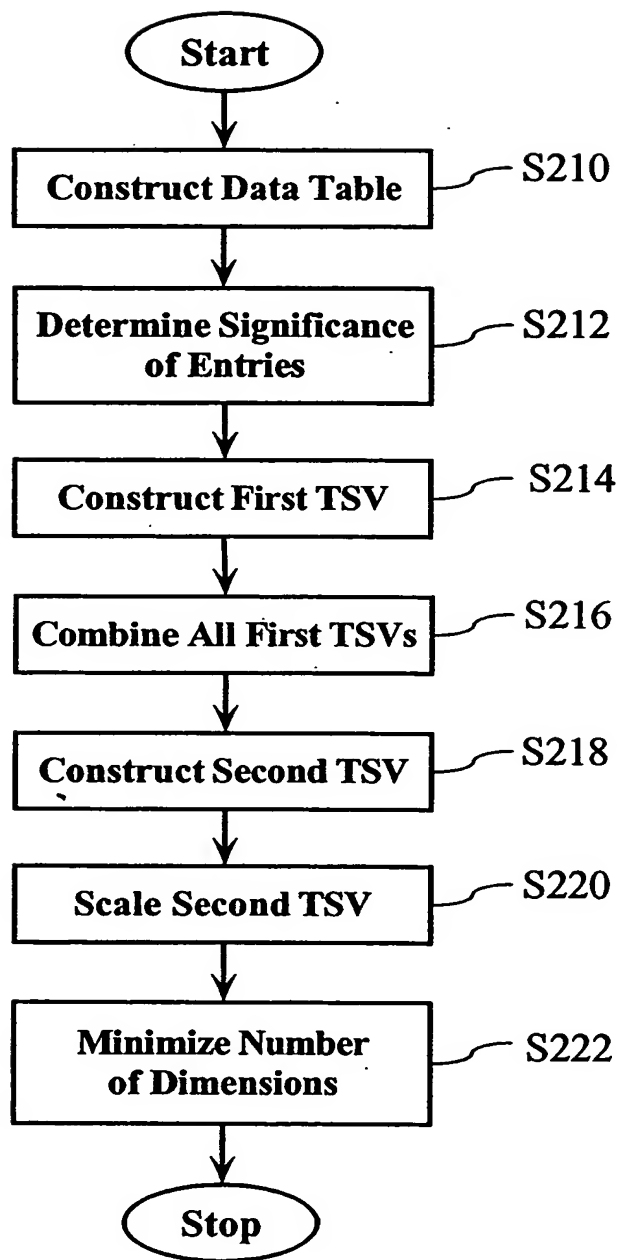 Start
Construct Data Table
S210
Determine Significance
of Entries
S212
Construct First TSV
S214
Combine All First TSVs
S216
Construct Second TSV
S218
Scale Second TSV
S220
Minimize Number
of Dimensions
S222
Stop